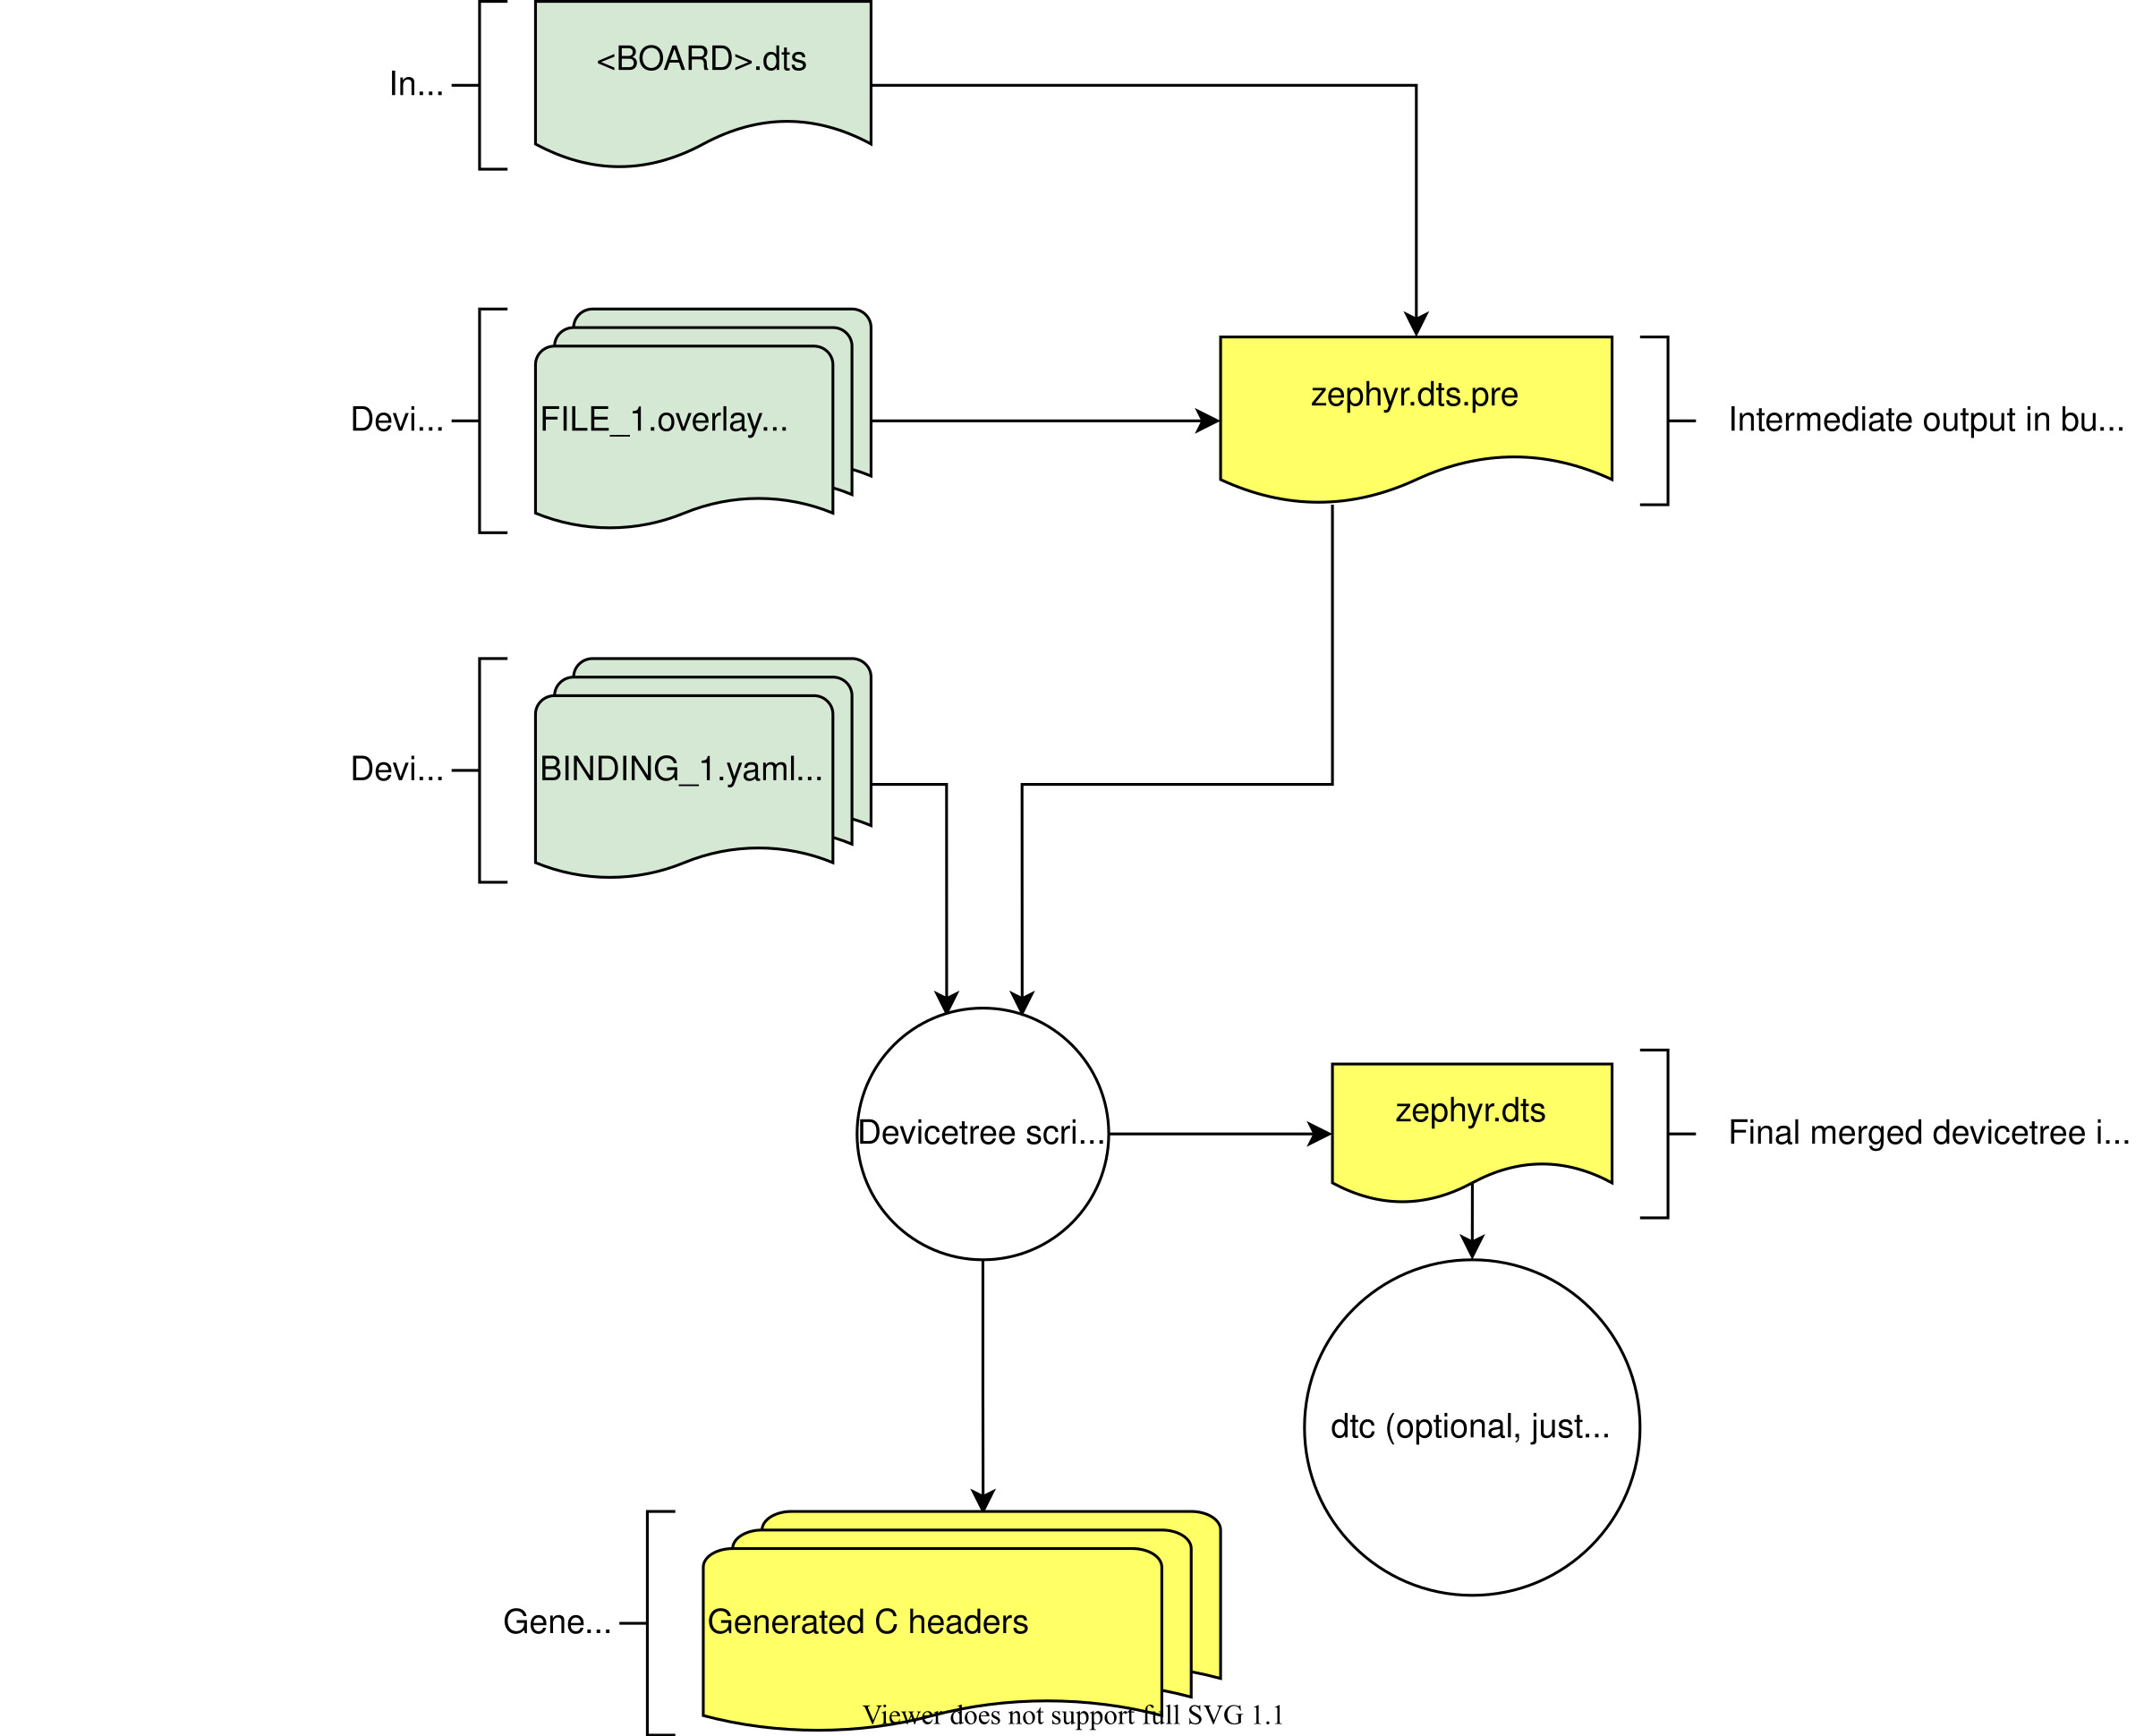 <BOARD>.dts
In...
zephyr.dts.pre
Devi...
FILE_1.overlay...
Intermediate output in bu...
Devi...
BINDING_1.yaml...
zephyr.dts
Devicetree scri...
Final merged devicetree i...
dtc (optional, just...
Gene...
Generated C headers
Viewer does not support full SVG 1.1